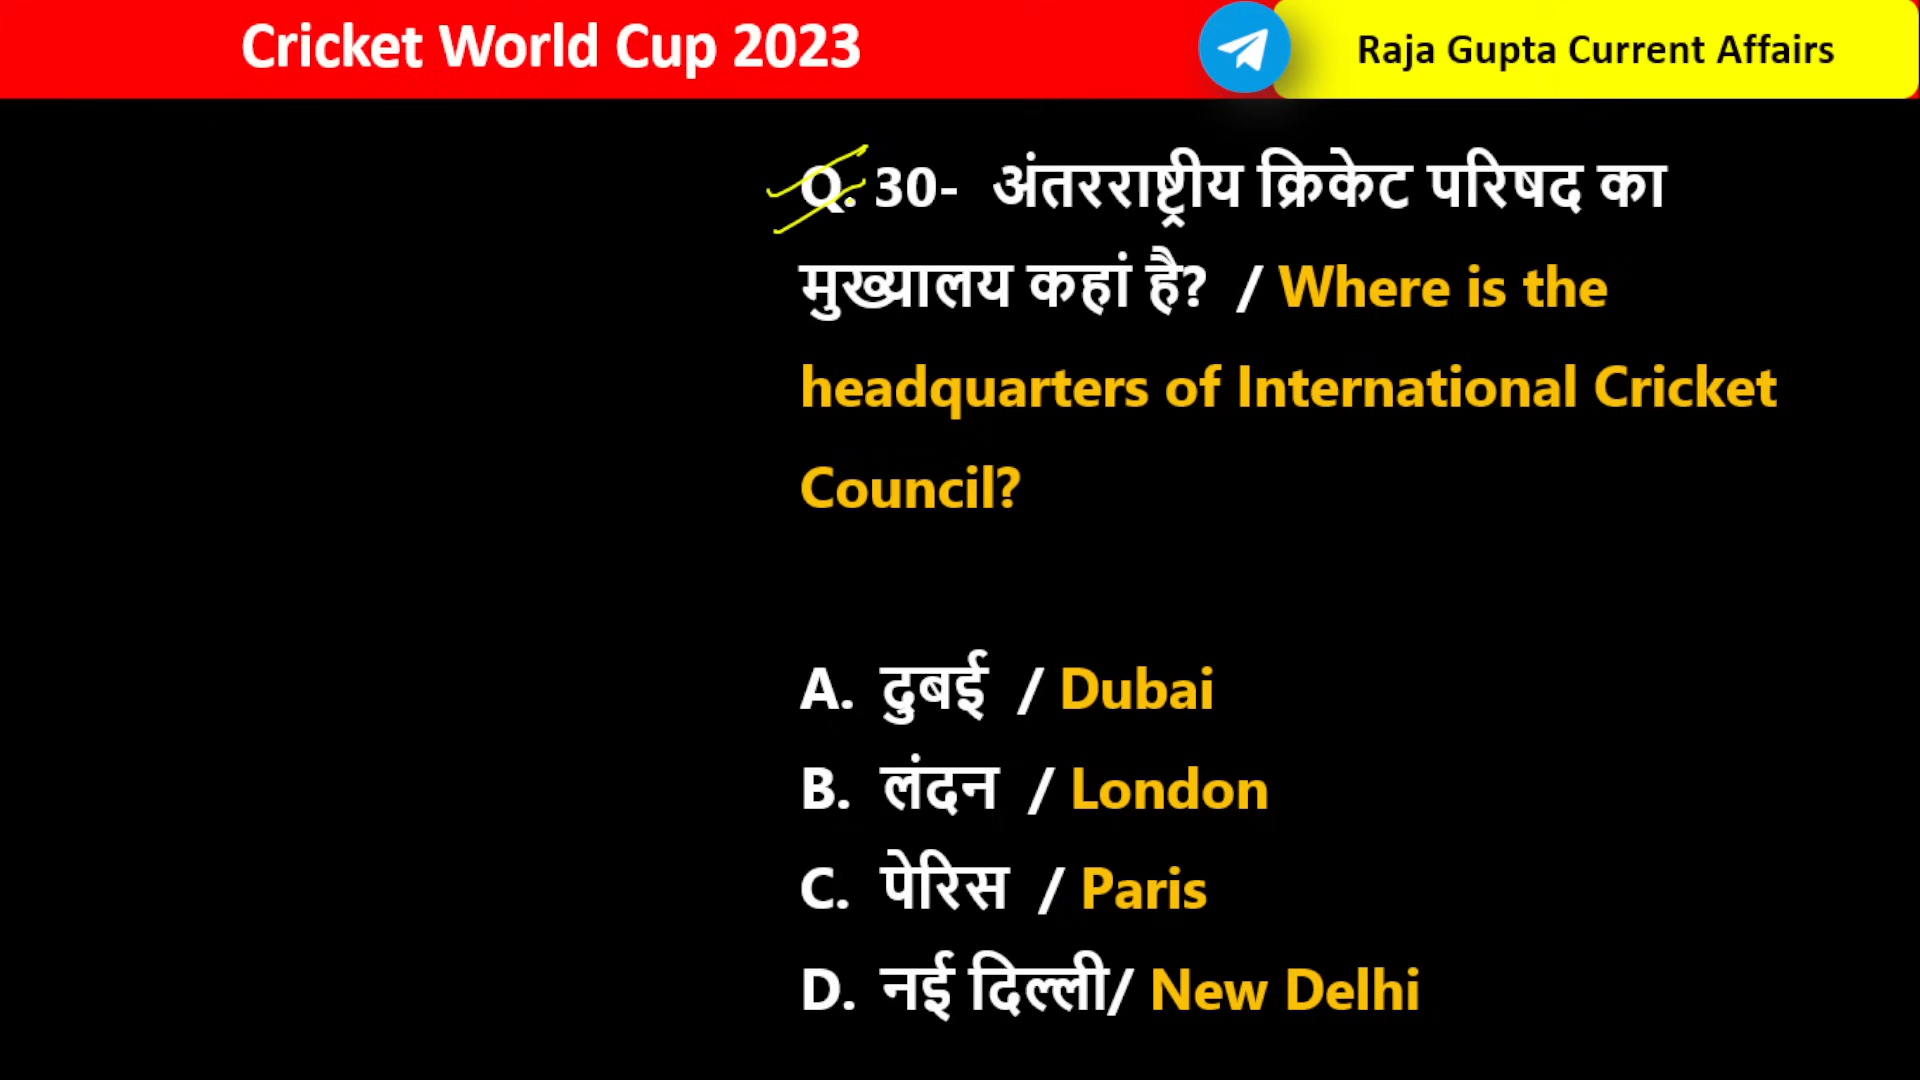 Cricket World Cup 2023
Raja Gupta Current Affairs
Q. 30- अंतरराष्ट्रीय क्रिकेट परिषद का
मुख्यालय कहां है? / Where is the
headquarters of International Cricket
Council?
A. दुबई / Dubai
B. लंदन / London
C. पेरिस / Paris
D. नई दिल्ली/ New Delhi